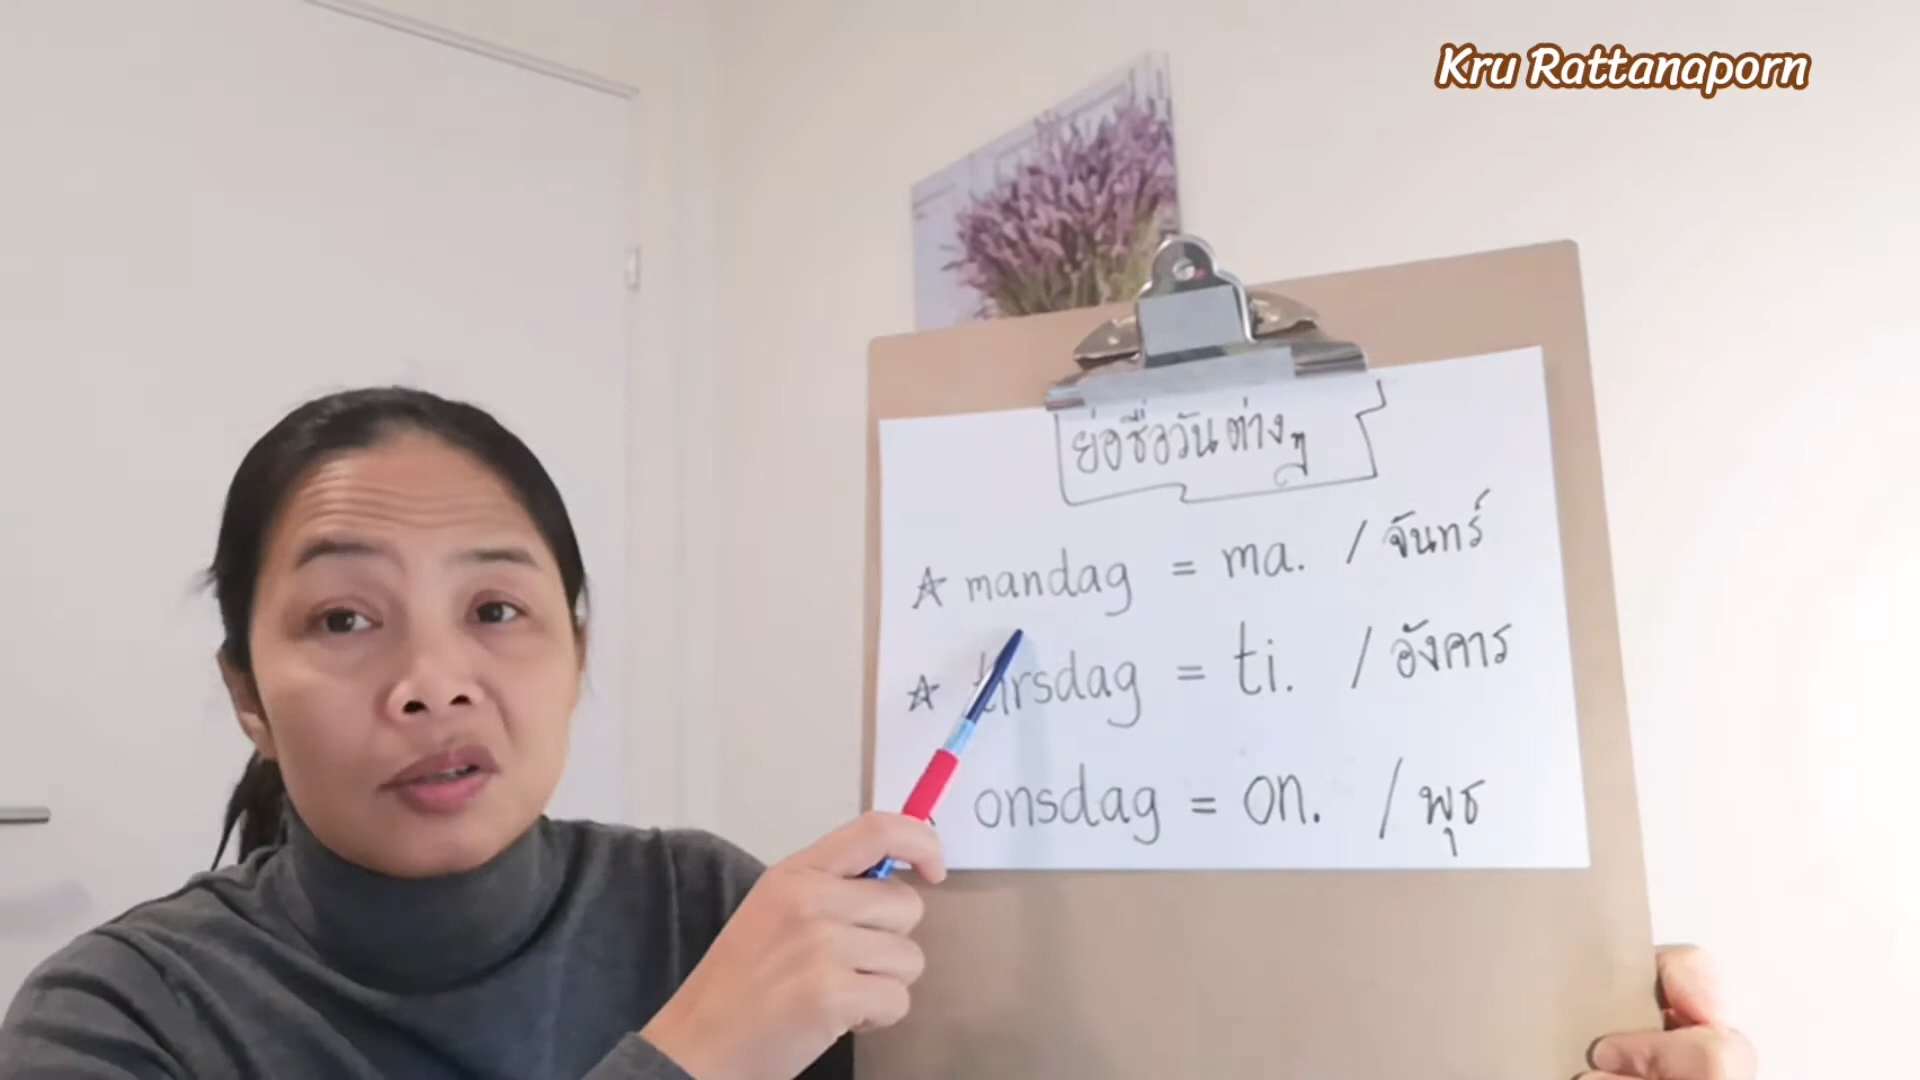 Kru Rattanaporn
ย่อชื่อวันต่างๆ
☆ mandag = ma. / จันทร์
☆ tirsdag = ti. / อังคาร
onsdag = on. / พุธ